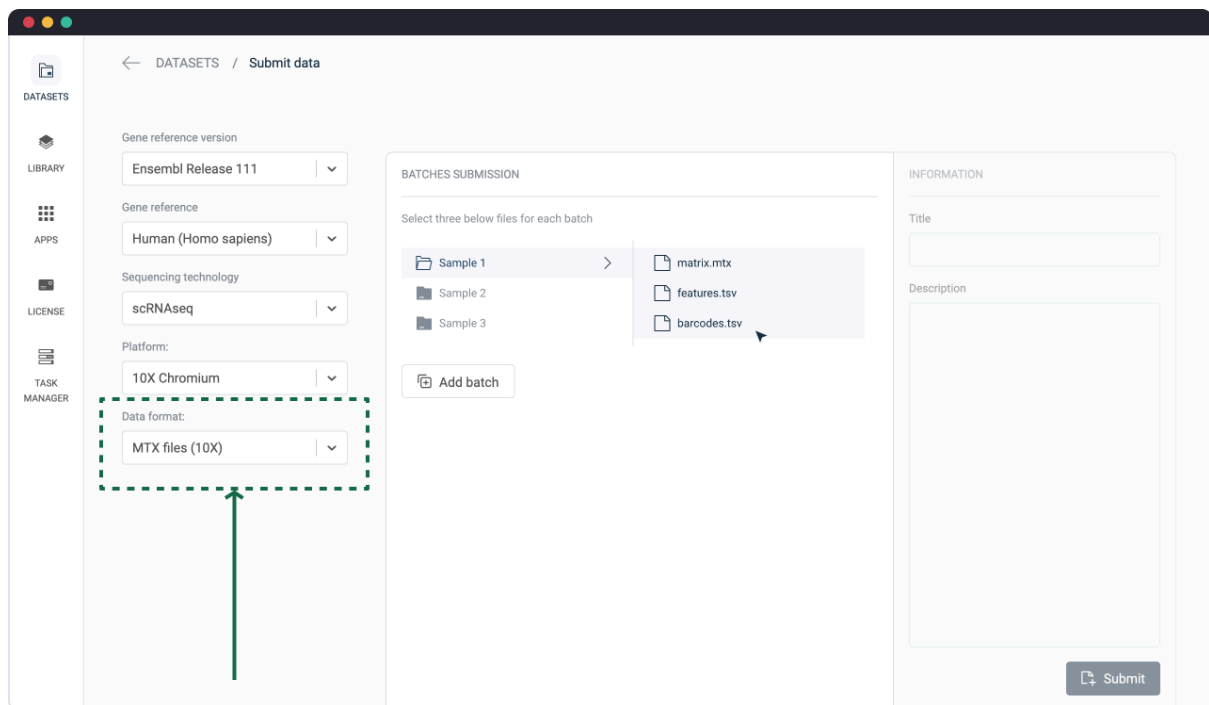 DATASETS
LIBRARY
APPS
LICENSE
TASK
MANAGER
DATASETS / Submit data
Gene reference version
Ensembl Release 111
Gene reference
Human (Homo sapiens)
Sequencing technology
scRNAseq
Platform:
10X Chromium
Data format:
MTX files (10X)
BATCHES SUBMISSION
Select three below files for each batch
Sample 1
Sample 2
Sample 3
matrix.mtx
features.tsv
barcodes.tsv
Add batch
INFORMATION
Title
Description
Submit